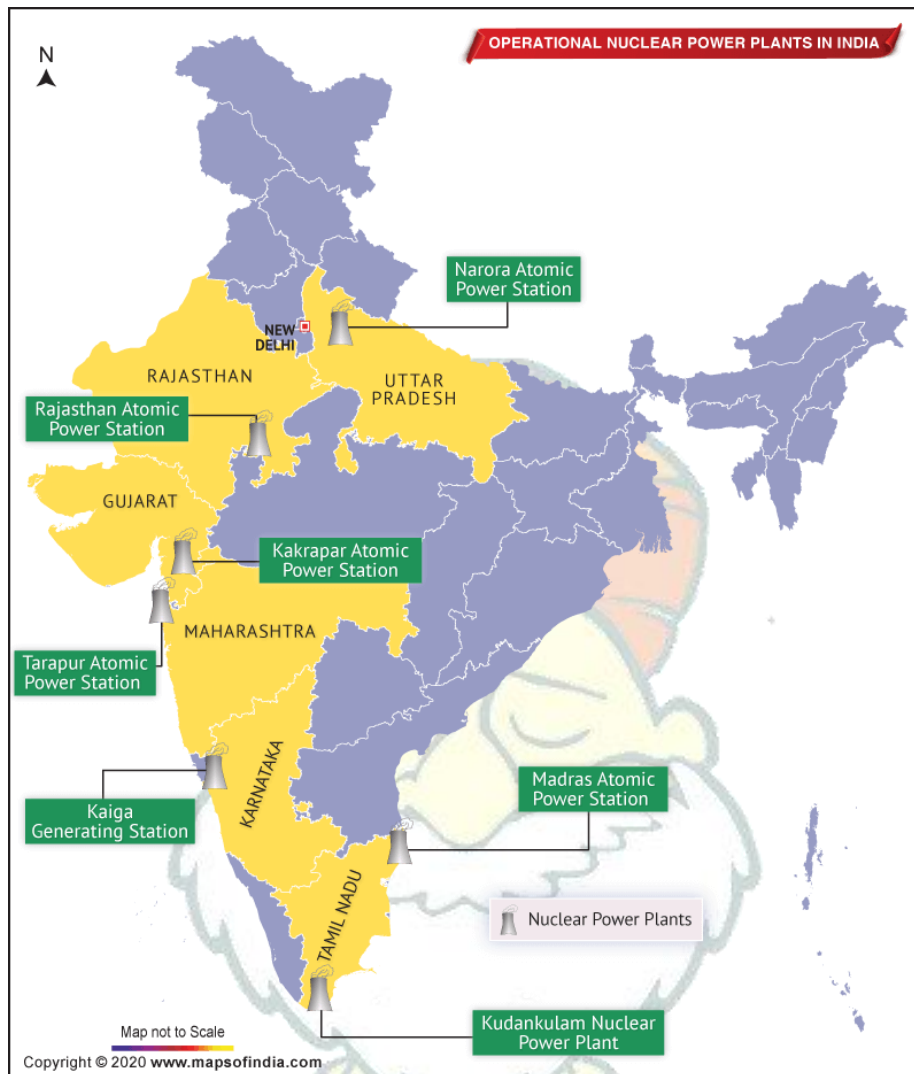 OPERATIONAL NUCLEAR POWER PLANTS IN INDIA
N
Narora Atomic
Power Station
NEW
DELHI
RAJASTHAN
UTTAR
PRADESH
Rajasthan Atomic
Power Station
GUJARAT
Kakrapar Atomic
Power Station
MAHARASHTRA
Tarapur Atomic
Power Station
KARNATAKA
Madras Atomic
Power Station
Kaiga
Generating Station
TAMIL NADU
Nuclear Power Plants
Kudankulam Nuclear
Power Plant
Map not to Scale
Copyright © 2020 www.mapsofindia.com